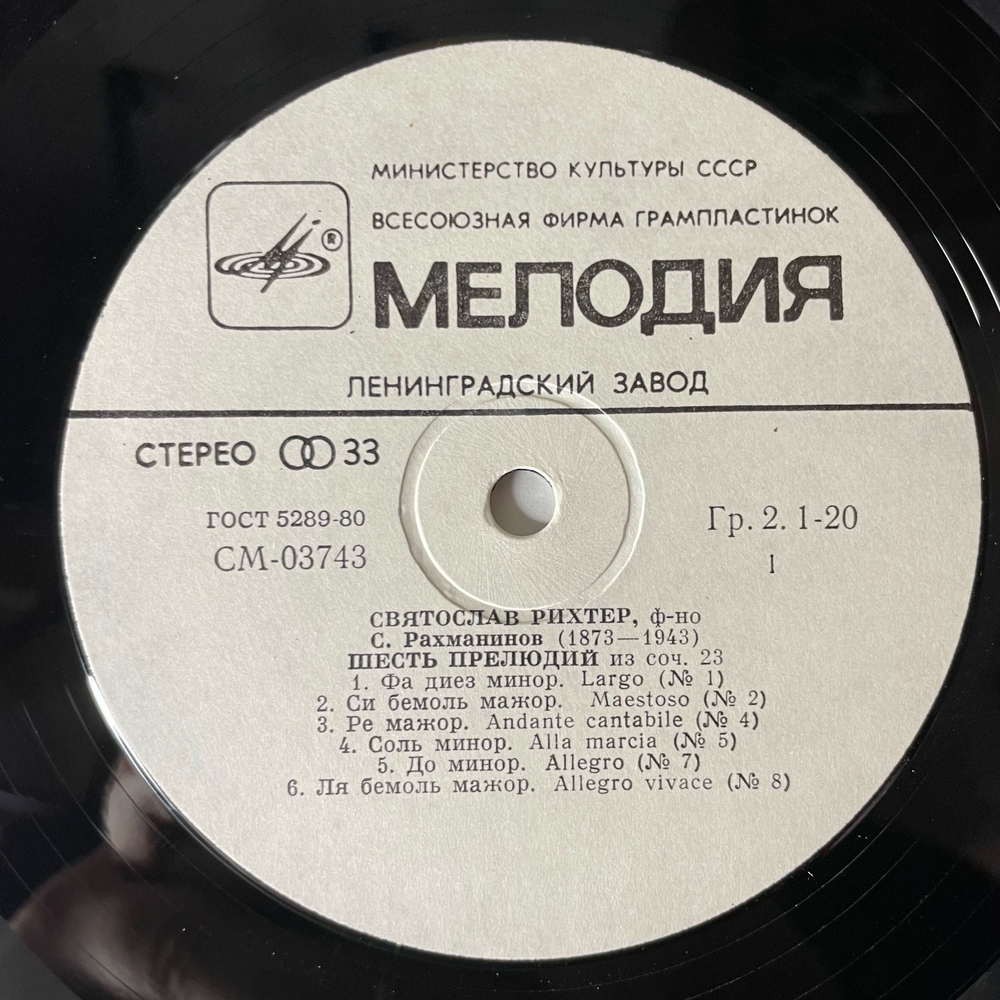 МИНИСТЕРСТВО КУЛЬТУРЫ СССР
ВСЕСОЮЗНАЯ ФИРМА ГРАМПЛАСТИНОК
®
МЕЛОДИЯ
ЛЕНИНГРАДСКИЙ ЗАВОД
СТЕРЕО 33
ГОСТ 5289-80
СМ-03743
Гр. 2. 1-20
1
СВЯТОСЛАВ РИХТЕР, ф-но
С. Рахманинов (1873—1943)
ШЕСТЬ ПРЕЛЮДИЙ из соч. 23
1. Фа диез минор. Largo (№ 1)
2. Си бемоль мажор. Maestoso (№ 2)
3. Ре мажор. Andante cantabile (№ 4)
4. Соль минор. Alla marcia (№ 5)
5. До минор. Allegro (№ 7)
6. Ля бемоль мажор. Allegro vivace (№ 8)